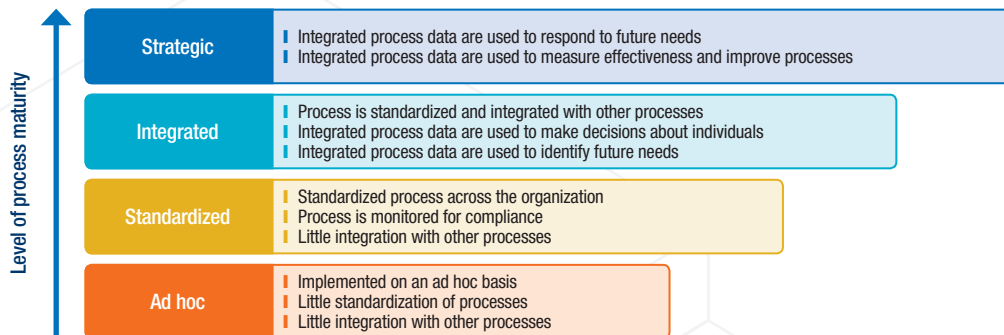 Level of process maturity
Strategic
Integrated process data are used to respond to future needs
Integrated process data are used to measure effectiveness and improve processes
Integrated
Process is standardized and integrated with other processes
Integrated process data are used to make decisions about individuals
Integrated process data are used to identify future needs
Standardized
Standardized process across the organization
Process is monitored for compliance
Little integration with other processes
Ad hoc
Implemented on an ad hoc basis
Little standardization of processes
Little integration with other processes